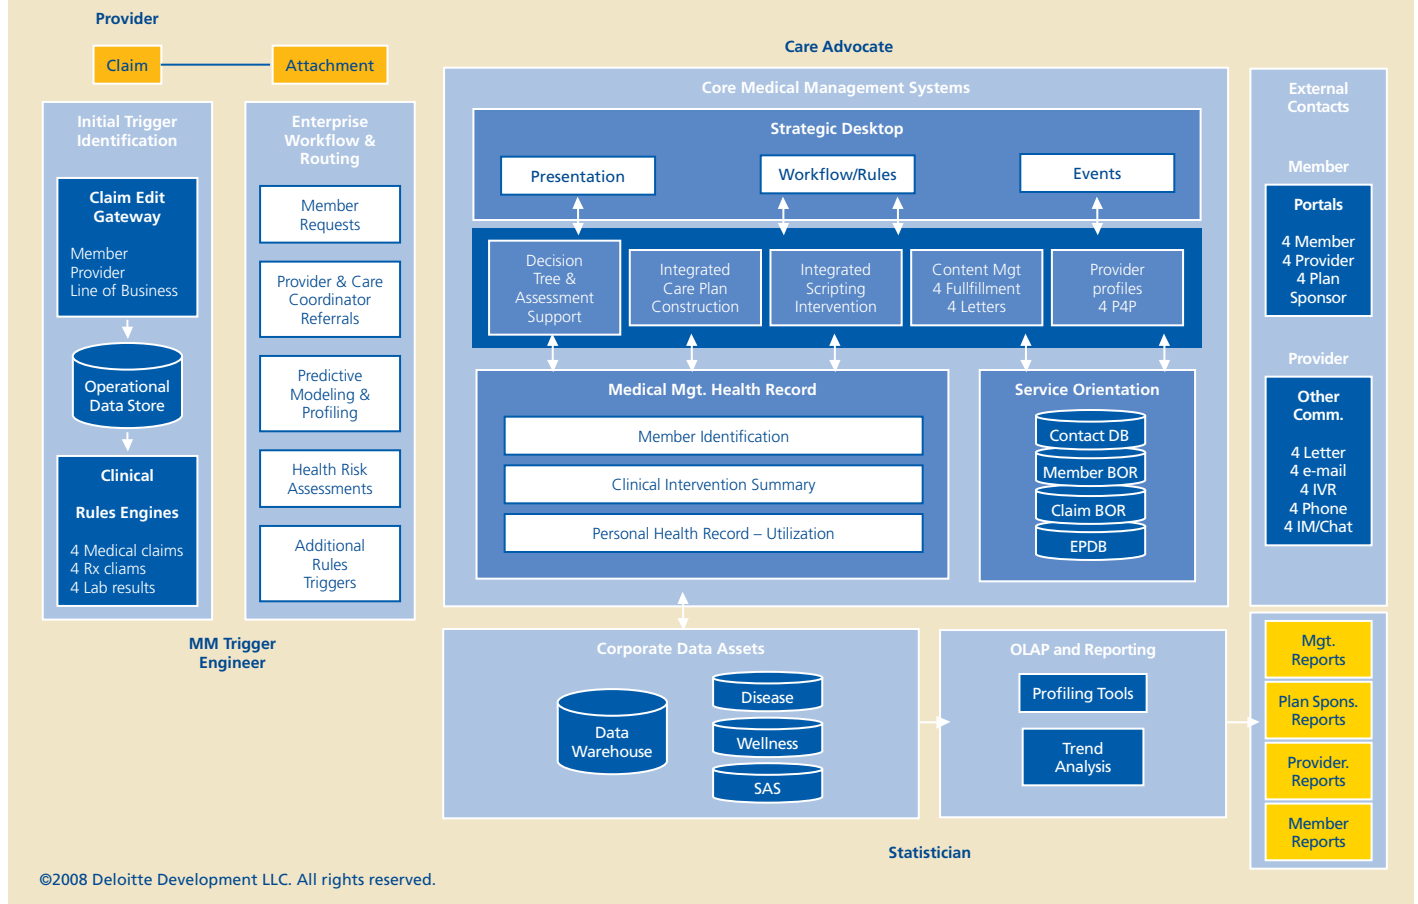 Provider
Claim
Attachment
Initial Trigger
Identification
Claim Edit
Gateway
Member
Provider
Line of Business
Operational
Data Store
Clinical
Rules Engines
4 Medical claims
4 Rx cliams
4 Lab results
Enterprise
Workflow &
Routing
Member
Requests
Provider & Care
Coordinator
Referrals
Predictive
Modeling &
Profiling
Health Risk
Assessments
Additional
Rules
Triggers
MM Trigger
Engineer
Care Advocate
Core Medical Management Systems
Strategic Desktop
Presentation
Workflow/Rules
Events
Decision
Tree &
Assessment
Support
Integrated
Care Plan
Construction
Integrated
Scripting
Intervention
Content Mgt
4 Fullfillment
4 Letters
Provider
profiles
4 P4P
Medical Mgt. Health Record
Member Identification
Clinical Intervention Summary
Personal Health Record – Utilization
Service Orientation
Contact DB
Member BOR
Claim BOR
EPDB
External
Contacts
Member
Portals
4 Member
4 Provider
4 Plan
Sponsor
Provider
Other
Comm.
4 Letter
4 e-mail
4 IVR
4 Phone
4 IM/Chat
Corporate Data Assets
Data
Warehouse
Disease
Wellness
SAS
OLAP and Reporting
Profiling Tools
Trend
Analysis
Mgt.
Reports
Plan Spons.
Reports
Provider.
Reports
Member
Reports
Statistician
©2008 Deloitte Development LLC. All rights reserved.